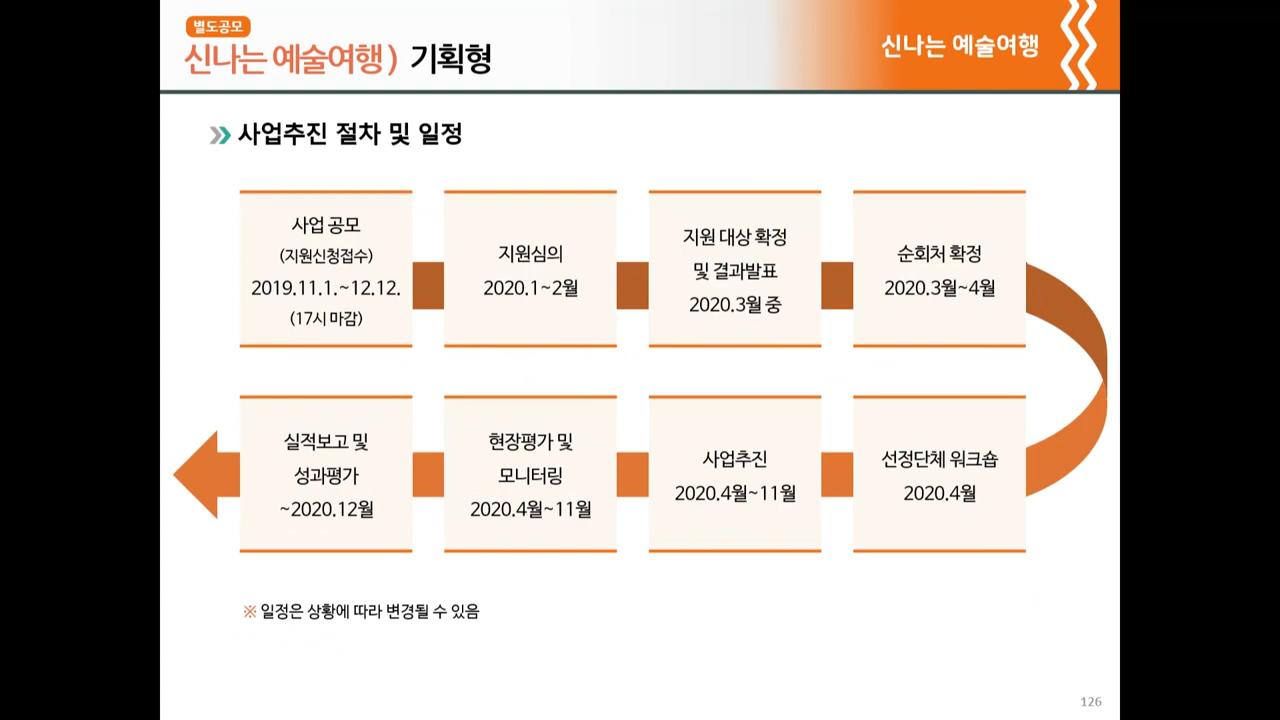 별도공모
신나는 예술여행) 기획형
신나는 예술여행
사업추진 절차 및 일정
사업 공모
(지원신청접수)
2019.11.1.~12.12.
(17시 마감)
지원심의
2020.1~2월
지원 대상 확정
및 결과발표
2020.3월 중
순회처 확정
2020.3월~4월
선정단체 워크숍
2020.4월
사업추진
2020.4월~11월
현장평가 및
모니터링
2020.4월~11월
실적보고 및
성과평가
~2020.12월
※ 일정은 상황에 따라 변경될 수 있음
126